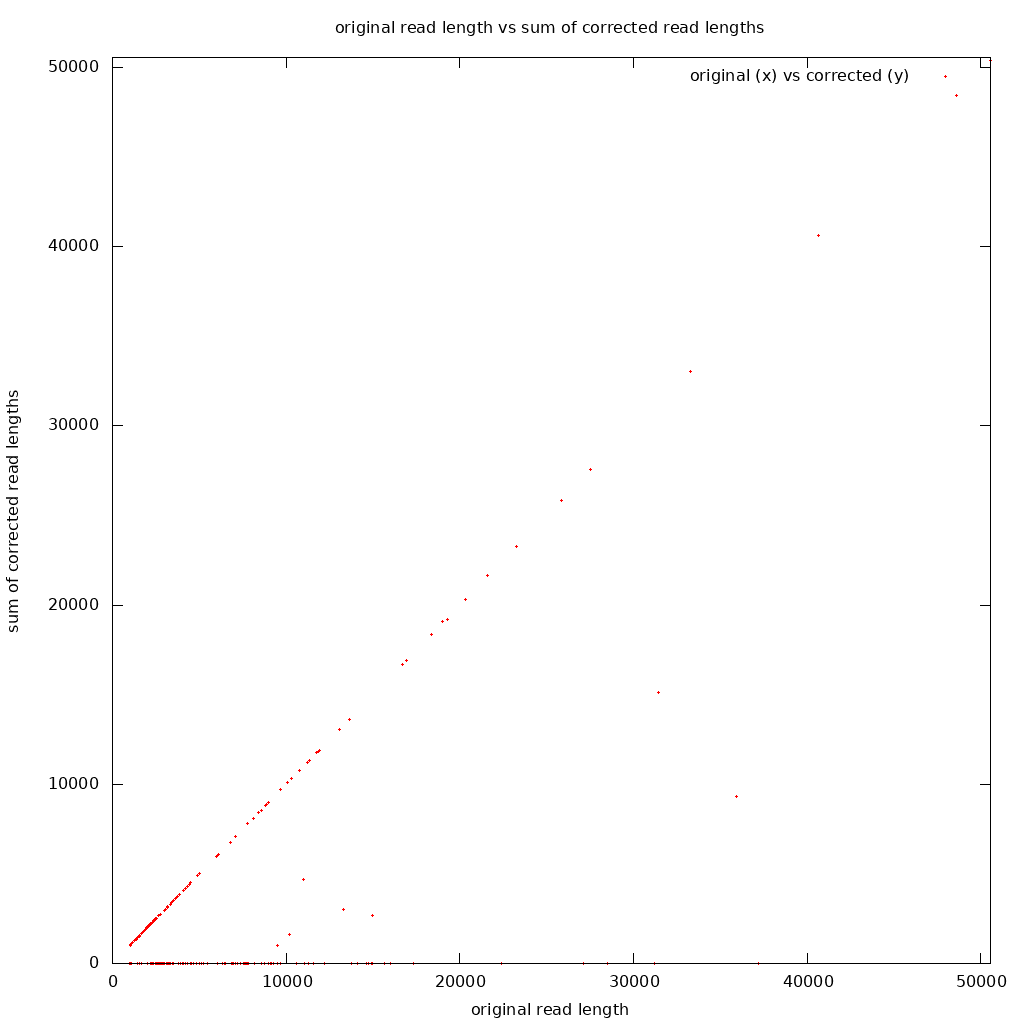 original read length vs sum of corrected read lengths
original (x) vs corrected (y)
50000
40000
30000
20000
10000
0
sum of corrected read lengths
0 10000 20000 30000 40000 50000
original read length